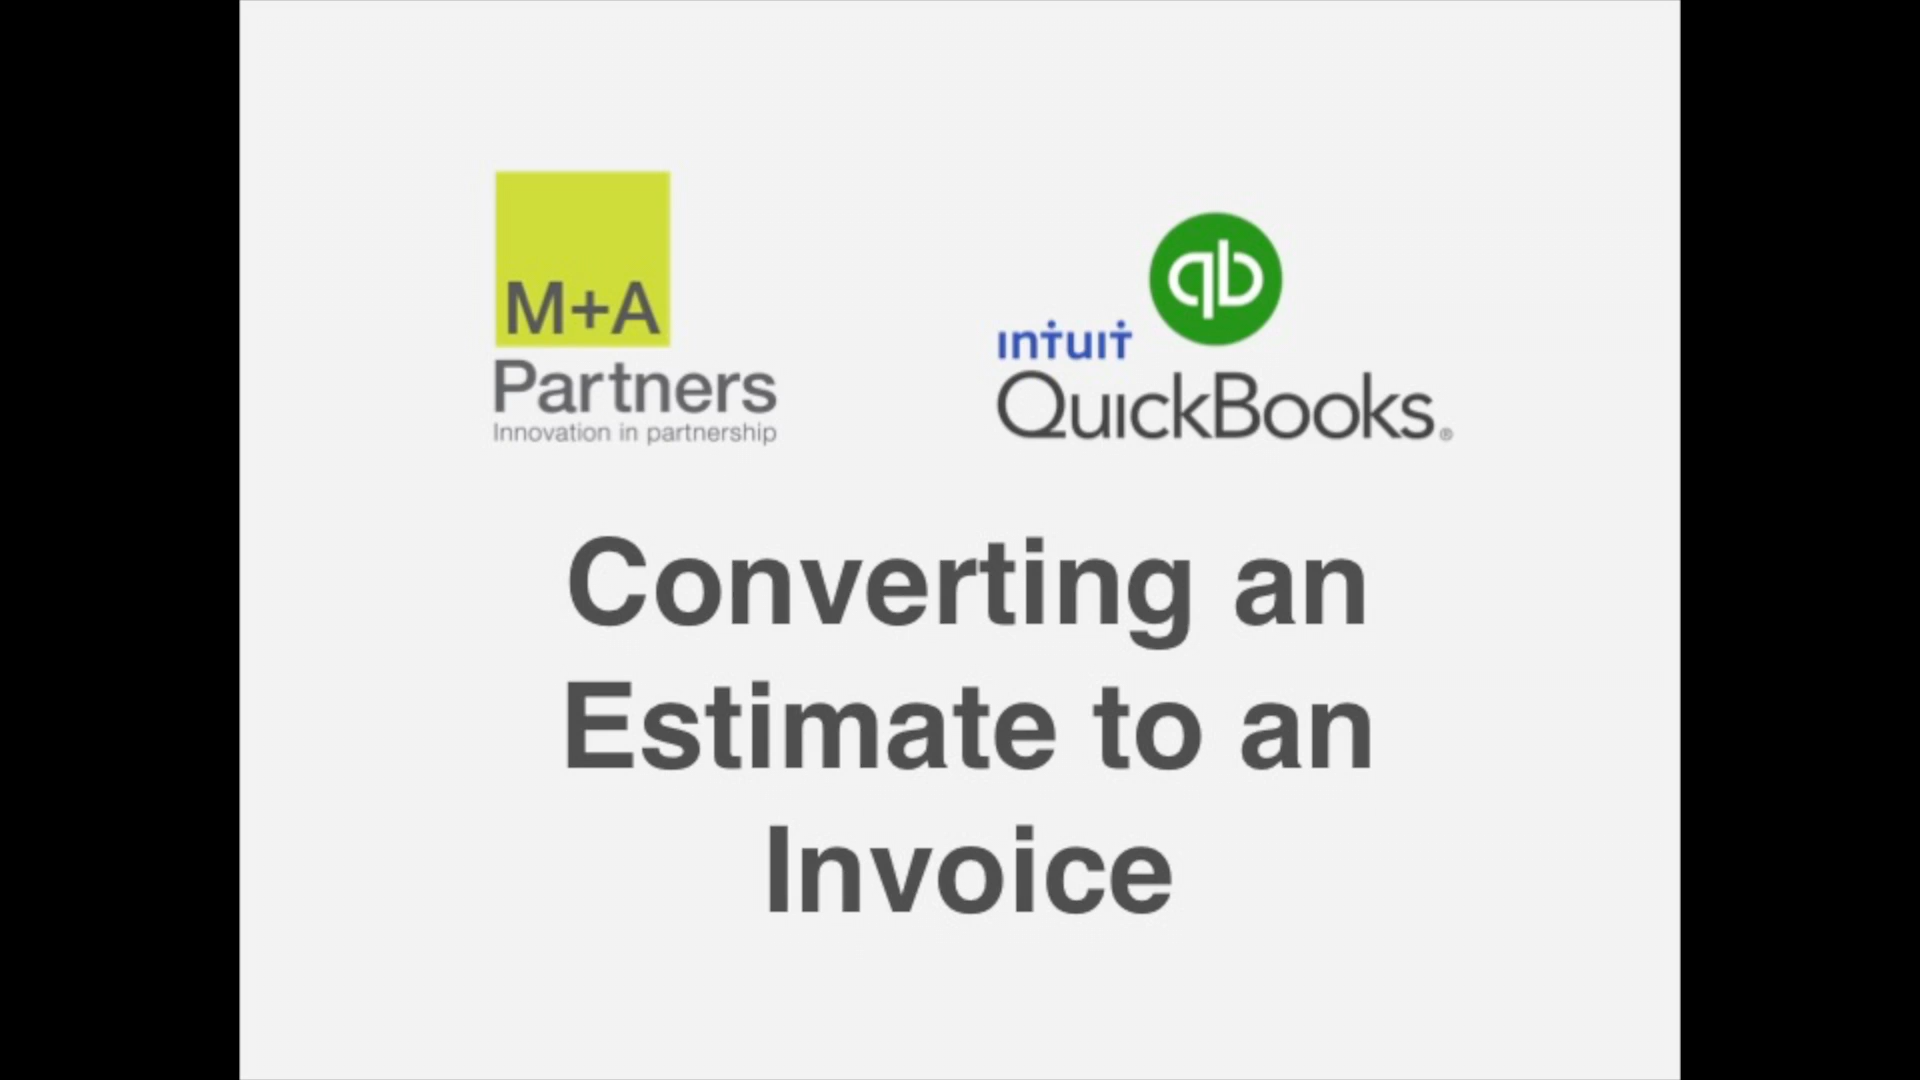 M+A
Partners
Innovation in partnership
qb
intuit
QuickBooks®
Converting an
Estimate to an
Invoice